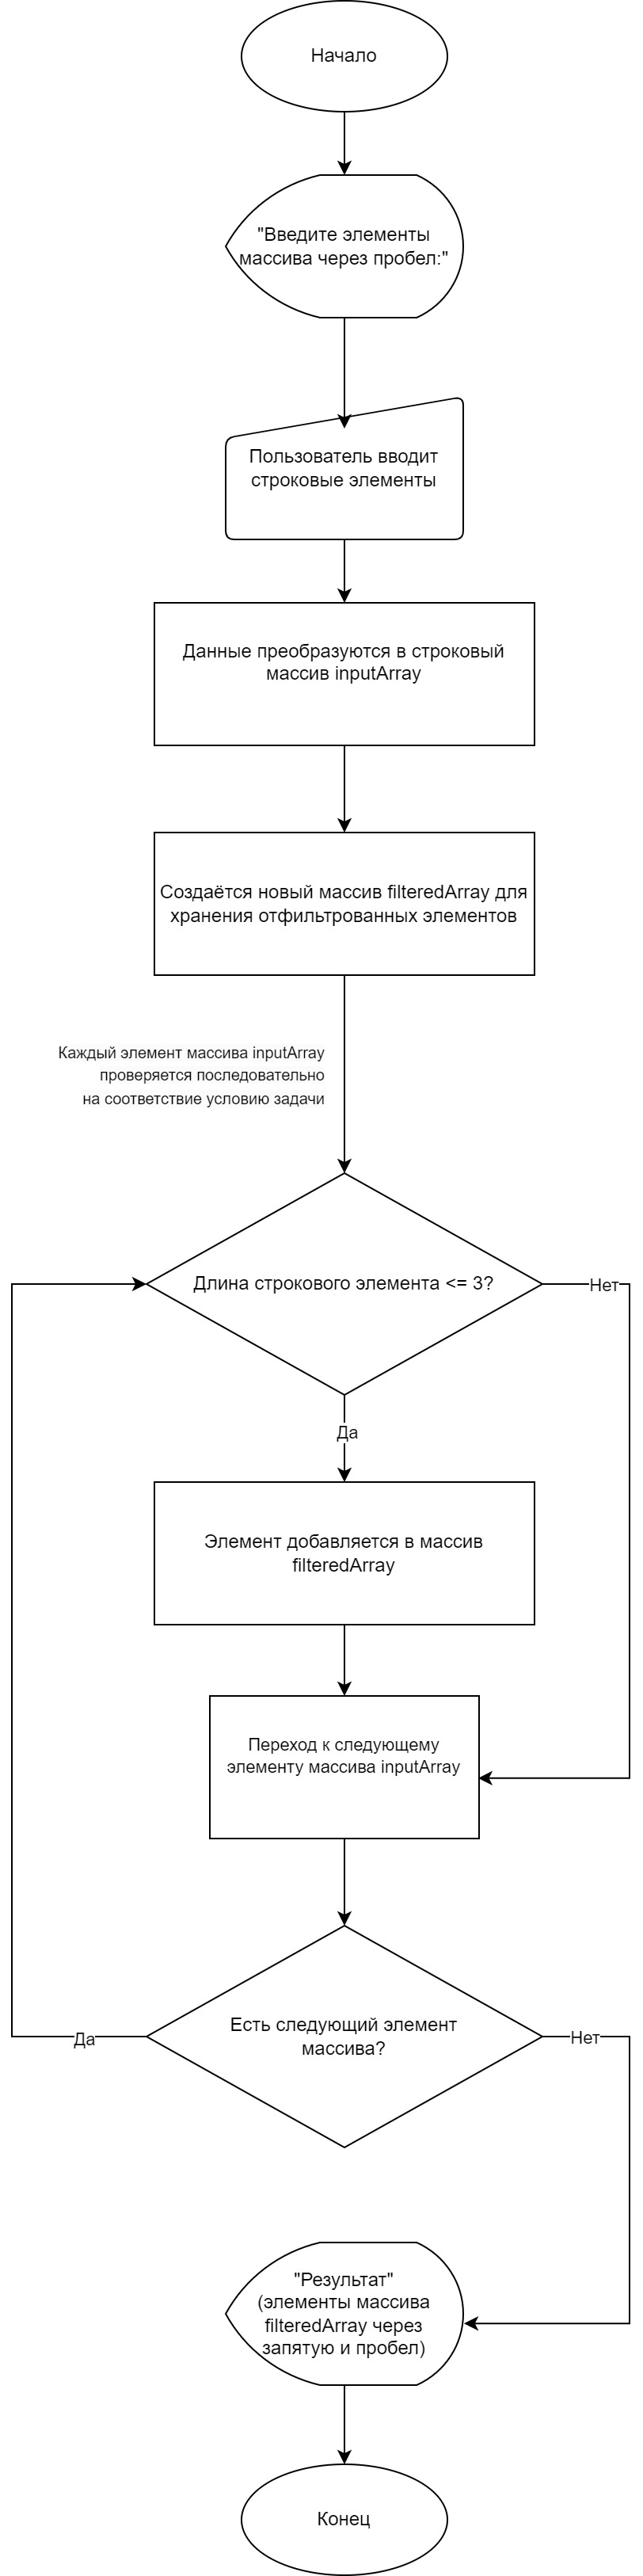 Начало
"Введите элементы
массива через пробел:"
Пользователь вводит
строковые элементы
Данные преобразуются в строковый
массив inputArray
Создаётся новый массив filteredArray для
хранения отфильтрованных элементов
Каждый элемент массива inputArray
проверяется последовательно
на соответствие условию задачи
Длина строкового элемента <= 3?
Нет
Да
Элемент добавляется в массив
filteredArray
Переход к следующему
элементу массива inputArray
Есть следующий элемент
массива?
Да
Нет
"Результат"
(элементы массива
filteredArray через
запятую и пробел)
Конец